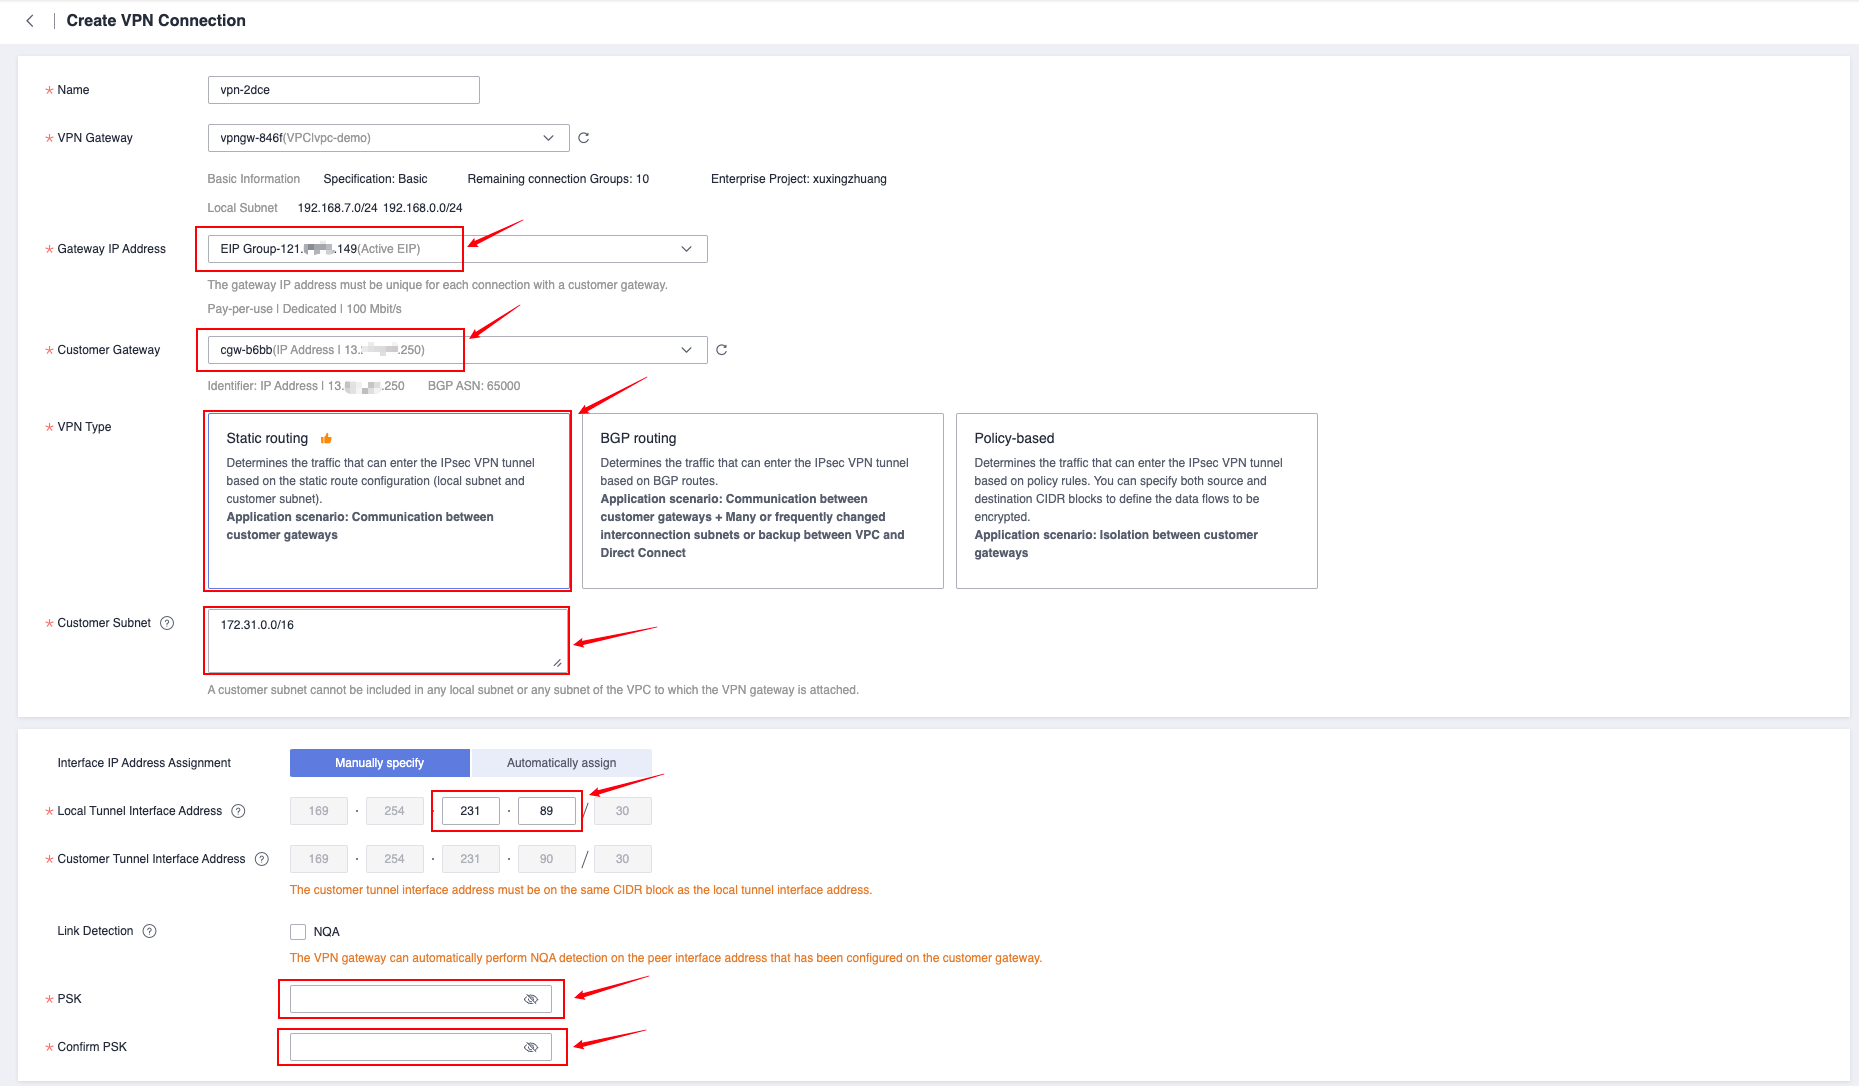 Create VPN Connection
* Name vpn-2dce
* VPN Gateway vpngw-846f(VPC|vpc-demo)
Basic Information Specification: Basic Remaining connection Groups: 10 Enterprise Project: xuxingzhuang
Local Subnet 192.168.7.0/24 192.168.0.0/24
* Gateway IP Address EIP Group-121. .149(Active EIP)
The gateway IP address must be unique for each connection with a customer gateway.
Pay-per-use | Dedicated | 100 Mbit/s
* Customer Gateway cgw-b6bb(IP Address | 13. .250)
Identifier: IP Address | 13. .250 BGP ASN: 65000
* VPN Type
Static routing
Determines the traffic that can enter the IPsec VPN tunnel
based on the static route configuration (local subnet and
customer subnet).
Application scenario: Communication between
customer gateways
BGP routing
Determines the traffic that can enter the IPsec VPN tunnel
based on BGP routes.
Application scenario: Communication between
customer gateways + Many or frequently changed
interconnection subnets or backup between VPC and
Direct Connect
Policy-based
Determines the traffic that can enter the IPsec VPN tunnel
based on policy rules. You can specify both source and
destination CIDR blocks to define the data flows to be
encrypted.
Application scenario: Isolation between customer
gateways
* Customer Subnet ? 172.31.0.0/16
A customer subnet cannot be included in any local subnet or any subnet of the VPC to which the VPN gateway is attached.
Interface IP Address Assignment Manually specify Automatically assign
* Local Tunnel Interface Address ? 169 . 254 . 231 . 89 / 30
* Customer Tunnel Interface Address ? 169 . 254 . 231 . 90 / 30
The customer tunnel interface address must be on the same CIDR block as the local tunnel interface address.
Link Detection ? NQA
The VPN gateway can automatically perform NQA detection on the peer interface address that has been configured on the customer gateway.
* PSK
* Confirm PSK